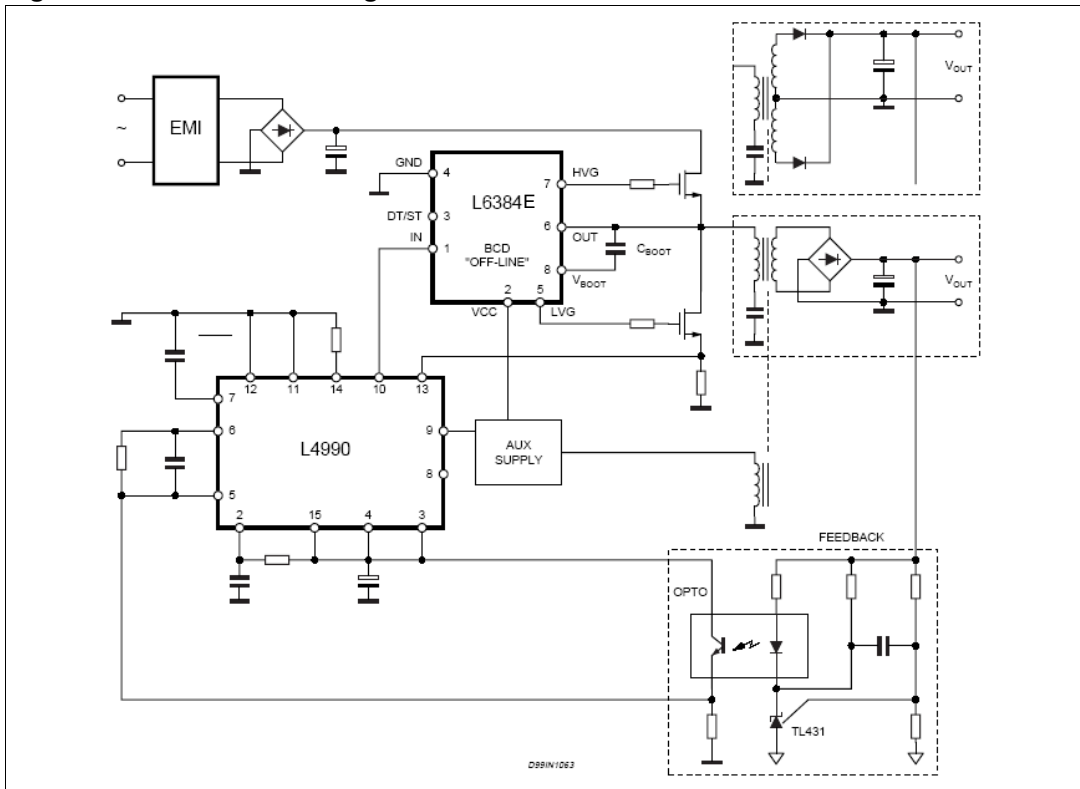 EMI
~
GND
4
DT/ST
3
IN
1
L6384E
BCD
"OFF-LINE"
7
HVG
6
OUT
CBOOT
8
VBOOT
2
5
VCC
LVG
VOUT
VOUT
12
11
14
10
13
7
6
5
L4990
9
8
2
15
4
3
AUX
SUPPLY
FEEDBACK
OPTO
TL431
D99IN1063